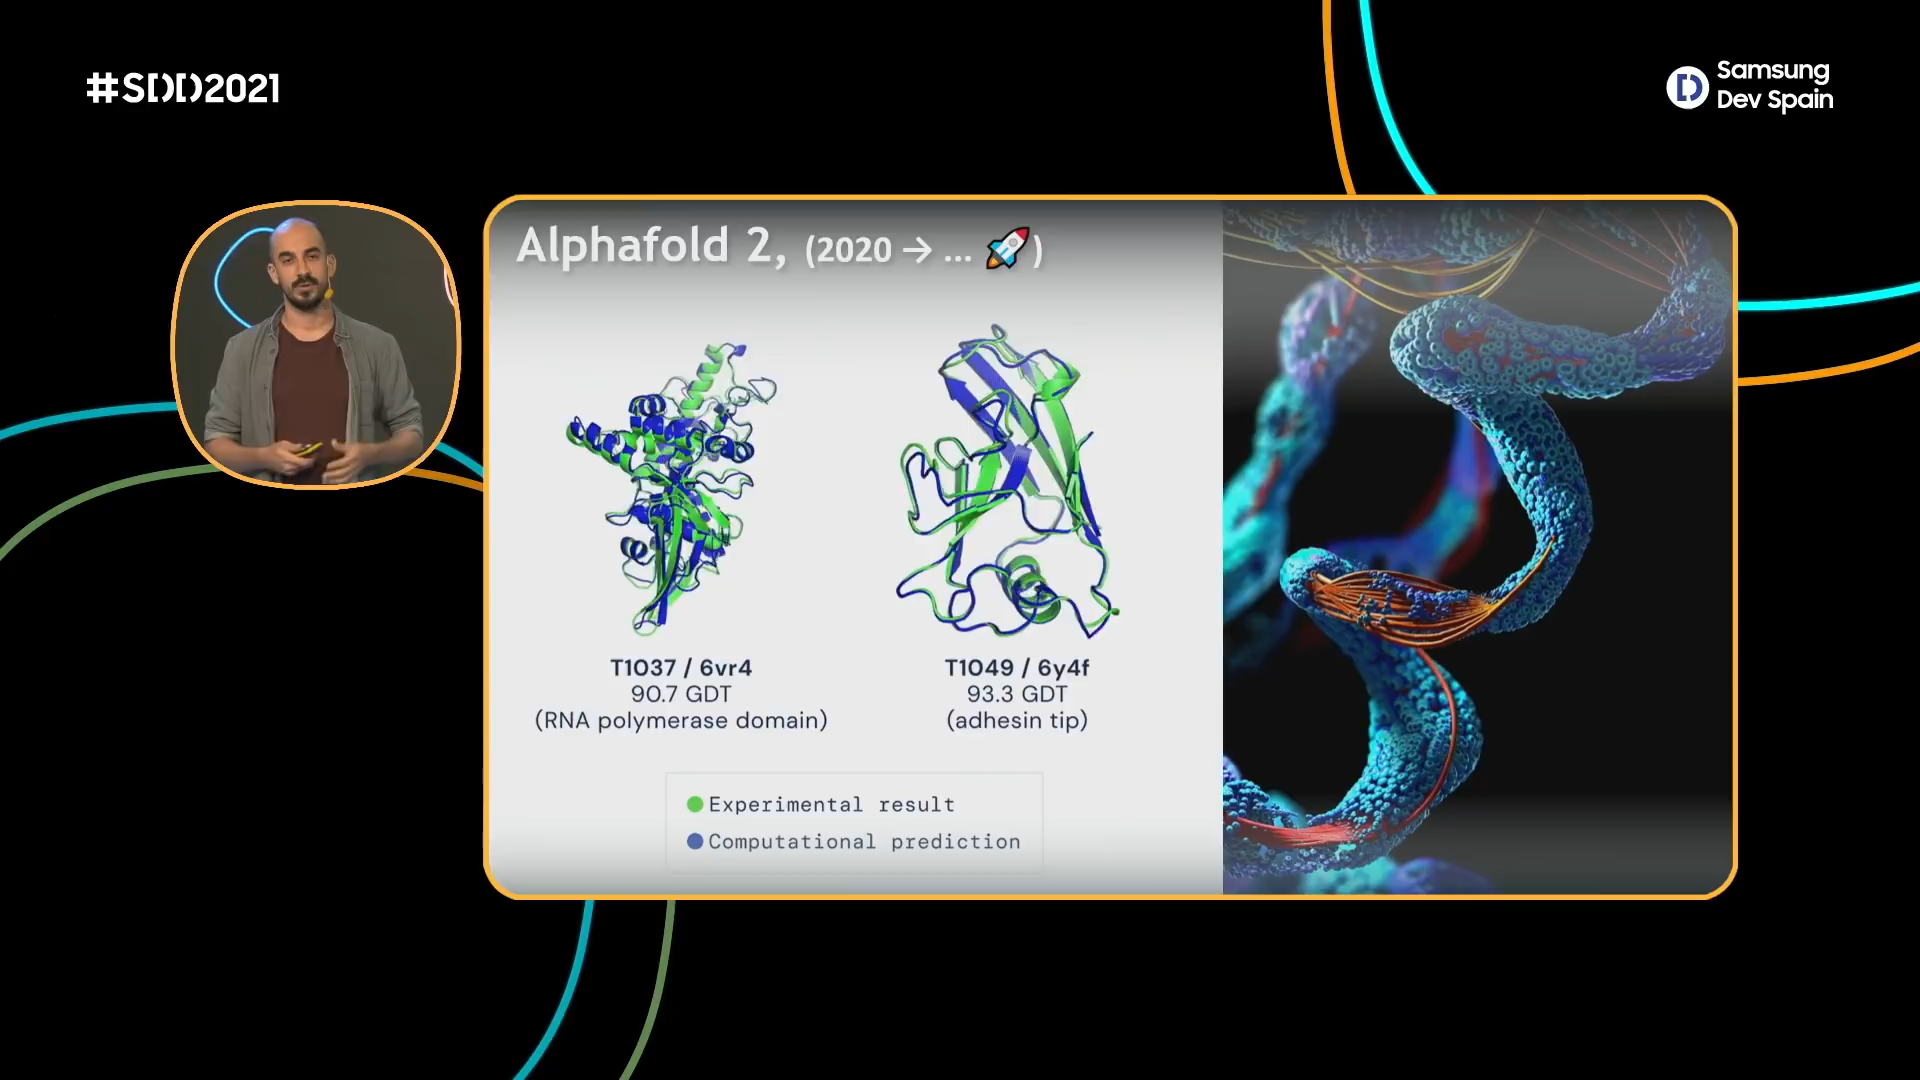 #SDD2021
Samsung
Dev Spain
Alphafold 2, (2020 → ... 🚀)
T1037 / 6vr4
90.7 GDT
(RNA polymerase domain)
T1049 / 6y4f
93.3 GDT
(adhesin tip)
Experimental result
Computational prediction